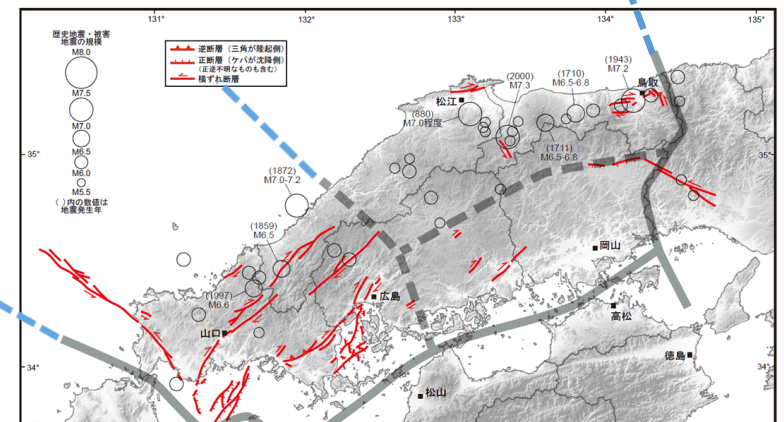 131°
132°
133°
134°
135°
歴史地震・被害
地震の規模
M8.0
M7.5
M7.0
M6.5
M6.0
M5.5
( )内の数値は
地震発生年
逆断層（三角が隆起側）
正断層（ケバが沈降側）
（正逆不明なものも含む）
横ずれ断層
(1943)
M7.2
鳥取
(1710)
M6.5-6.8
(2000)
M7.3
松江
(880)
M7.0程度
(1711)
M6.5-6.8
35°
35°
(1872)
M7.0-7.2
(1859)
M6.5
岡山
(1997)
M6.6
広島
高松
山口
徳島
34°
34°
松山